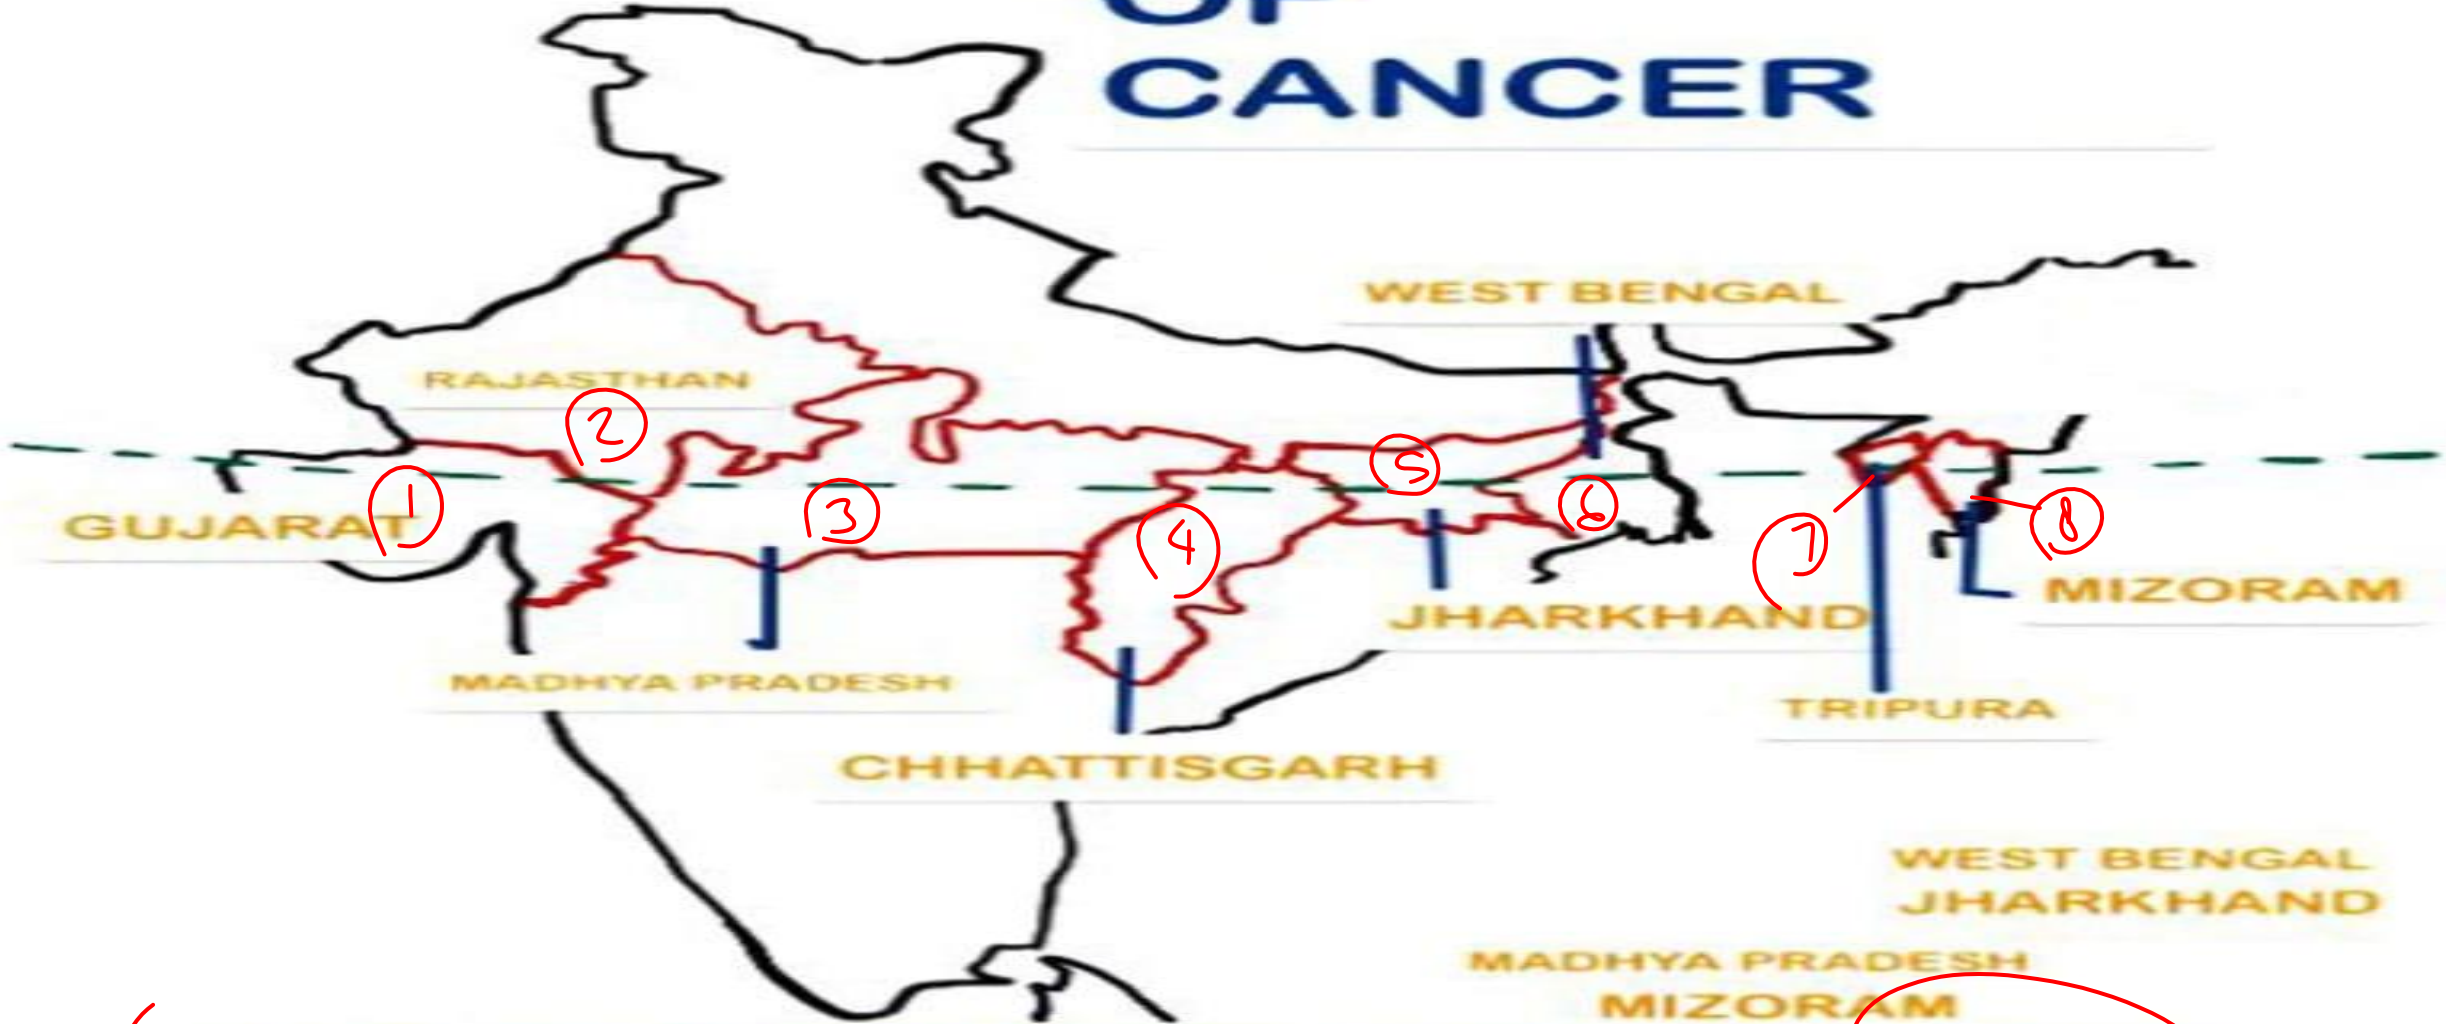 OF
CANCER
WEST BENGAL
RAJASTHAN
2
5
1
GUJARAT
3
6
4
7
8
MIZORAM
JHARKHAND
MADHYA PRADESH
TRIPURA
CHHATTISGARH
WEST BENGAL
JHARKHAND
MADHYA PRADESH
MIZORAM